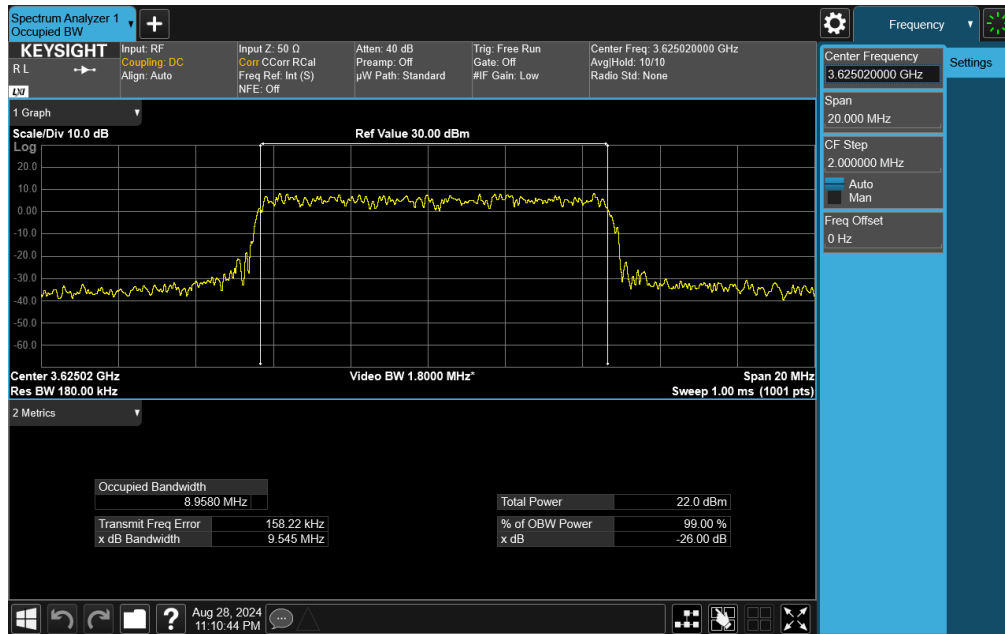 Spectrum Analyzer 1
Occupied BW
Frequency
KEYSIGHT
R L
LXI
Input: RF
Coupling: DC
Align: Auto
Input Z: 50 Ω
Corr CCorr RCal
Freq Ref: Int (S)
NFE: Off
Atten: 40 dB
Preamp: Off
µW Path: Standard
Trig: Free Run
Gate: Off
#IF Gain: Low
Center Freq: 3.625020000 GHz
Avg|Hold: 10/10
Radio Std: None
Center Frequency
3.625020000 GHz
Settings
Span
20.000 MHz
CF Step
2.000000 MHz
Auto
Man
Freq Offset
0 Hz
1 Graph
Scale/Div 10.0 dB
Ref Value 30.00 dBm
Log
20.0
10.0
0.00
-10.0
-20.0
-30.0
-40.0
-50.0
-60.0
Center 3.62502 GHz
Video BW 1.8000 MHz*
Span 20 MHz
Res BW 180.00 kHz
Sweep 1.00 ms (1001 pts)
2 Metrics
Occupied Bandwidth
8.9580 MHz
Total Power 22.0 dBm
Transmit Freq Error 158.22 kHz
% of OBW Power 99.00 %
x dB Bandwidth 9.545 MHz
x dB -26.00 dB
Aug 28, 2024
11:10:44 PM